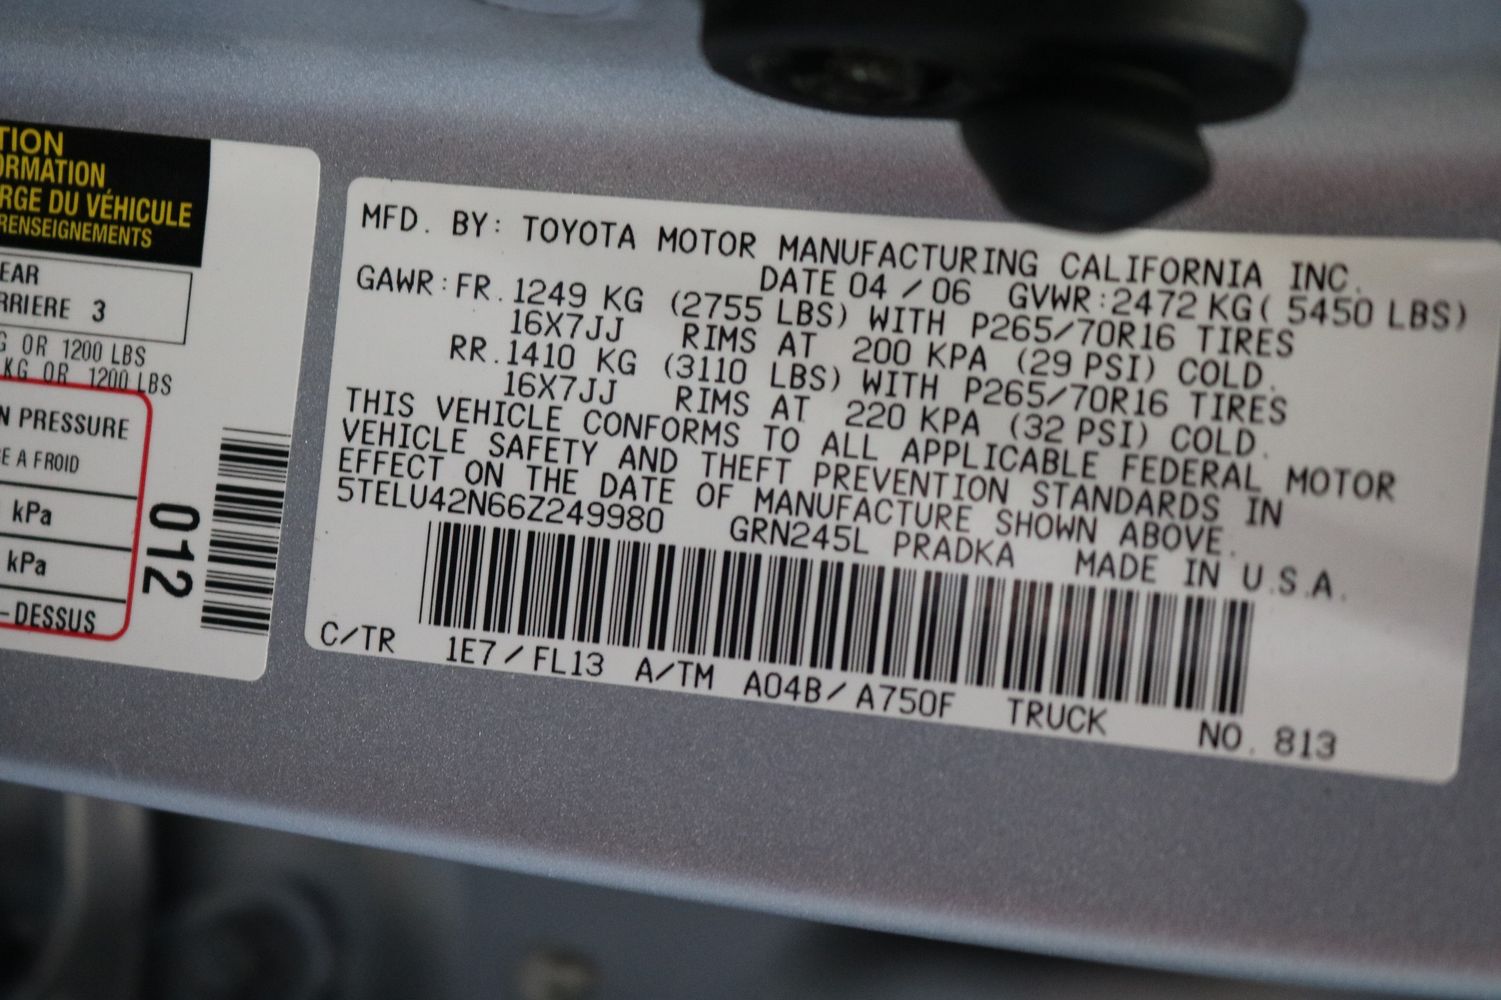 TION
ORMATION
RGE DU VÉHICULE
RENSEIGNEMENTS
EAR
RRIERE 3
G OR 1200 LBS
KG OR 1200 LBS
N PRESSURE
E A FROID
kPa
kPa
-DESSUS
012
MFD. BY: TOYOTA MOTOR MANUFACTURING CALIFORNIA INC.
DATE 04 / 06 GVWR: 2472 KG( 5450 LBS)
GAWR: FR. 1249 KG (2755 LBS) WITH P265/70R16 TIRES
16X7JJ RIMS AT 200 KPA (29 PSI) COLD.
RR. 1410 KG (3110 LBS) WITH P265/70R16 TIRES
16X7JJ RIMS AT 220 KPA (32 PSI) COLD.
THIS VEHICLE CONFORMS TO ALL APPLICABLE FEDERAL MOTOR
VEHICLE SAFETY AND THEFT PREVENTION STANDARDS IN
EFFECT ON THE DATE OF MANUFACTURE SHOWN ABOVE.
5TELU42N66Z249980 GRN245L PRADKA MADE IN U.S.A.
C/TR 1E7/FL13 A/TM A04B/A750F TRUCK NO. 813